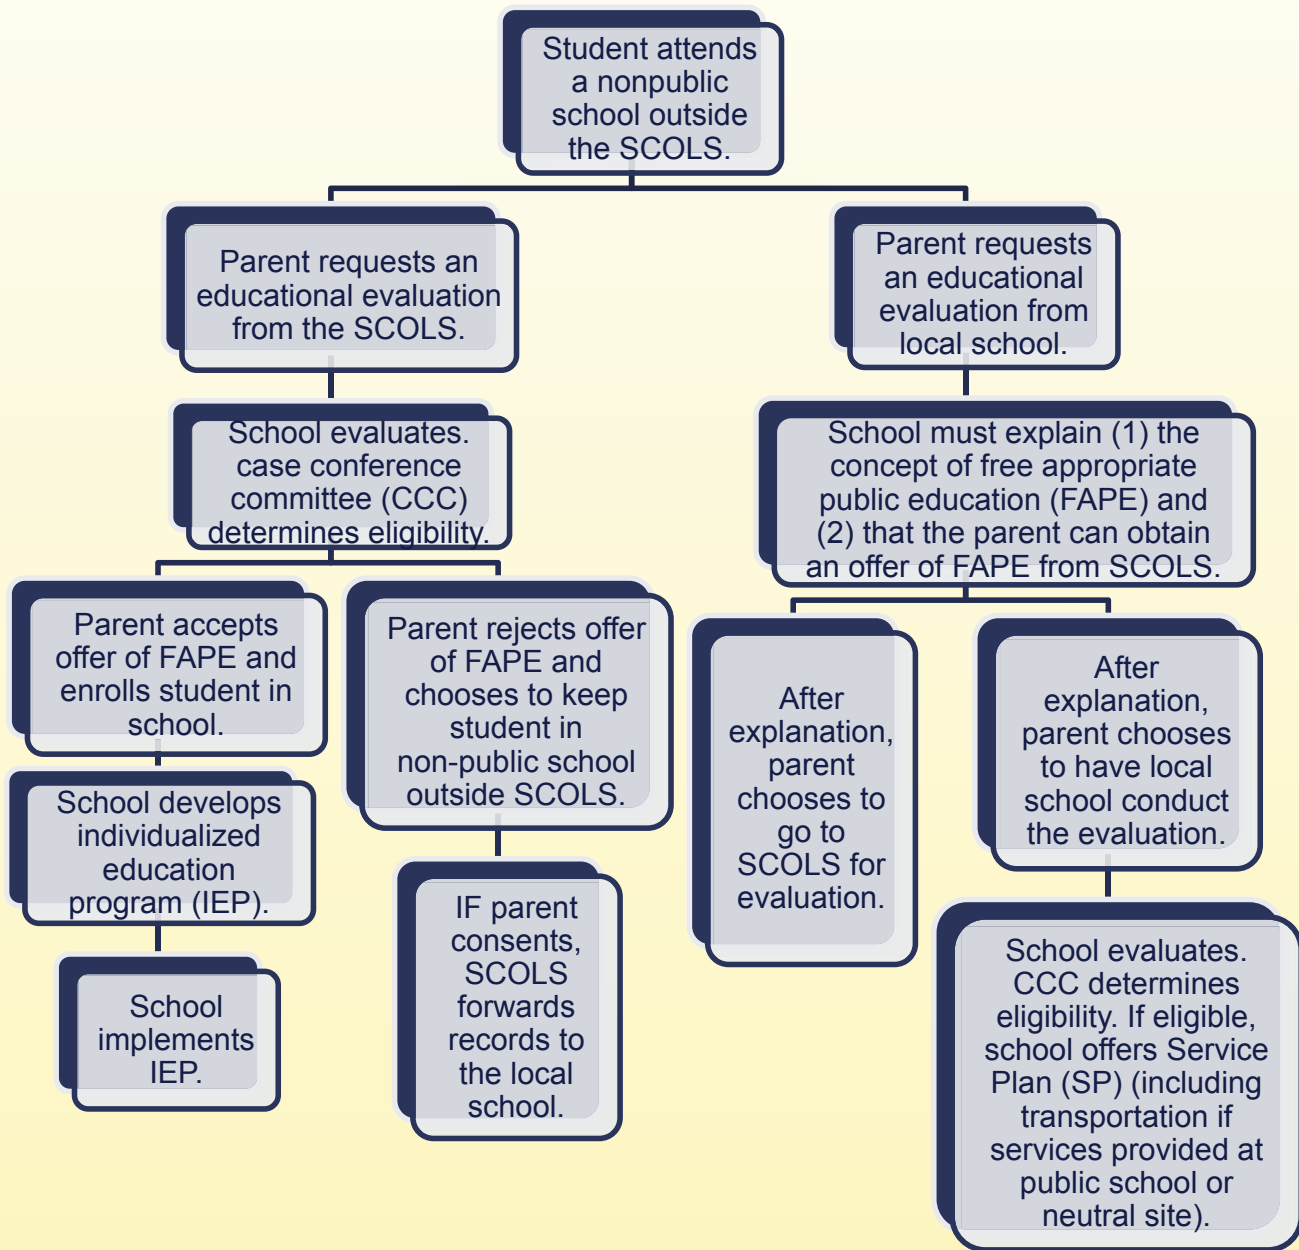 Student attends
a nonpublic
school outside
the SCOLS.
Parent requests an
educational evaluation
from the SCOLS.
Parent requests
an educational
evaluation from
local school.
School evaluates.
case conference
committee (CCC)
determines eligibility.
School must explain (1) the
concept of free appropriate
public education (FAPE) and
(2) that the parent can obtain
an offer of FAPE from SCOLS.
Parent accepts
offer of FAPE and
enrolls student in
school.
Parent rejects offer
of FAPE and
chooses to keep
student in
non-public school
outside SCOLS.
After
explanation,
parent
chooses to
go to
SCOLS for
evaluation.
After
explanation,
parent chooses
to have local
school conduct
the evaluation.
School develops
individualized
education
program (IEP).
IF parent
consents,
SCOLS
forwards
records to
the local
school.
School evaluates.
CCC determines
eligibility. If eligible,
school offers Service
Plan (SP) (including
transportation if
services provided at
public school or
neutral site).
School
implements
IEP.